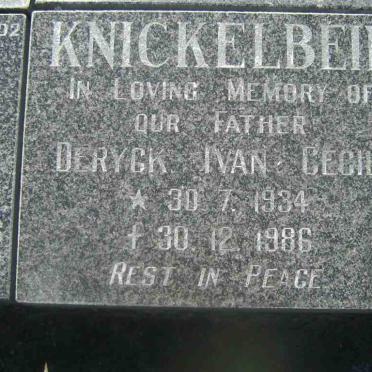 02
KNICKELBEI
IN LOVING MEMORY OF
OUR FATHER
DERYCK IVAN CECI
* 30. 7. 1934
† 30. 12. 1986
REST IN PEACE